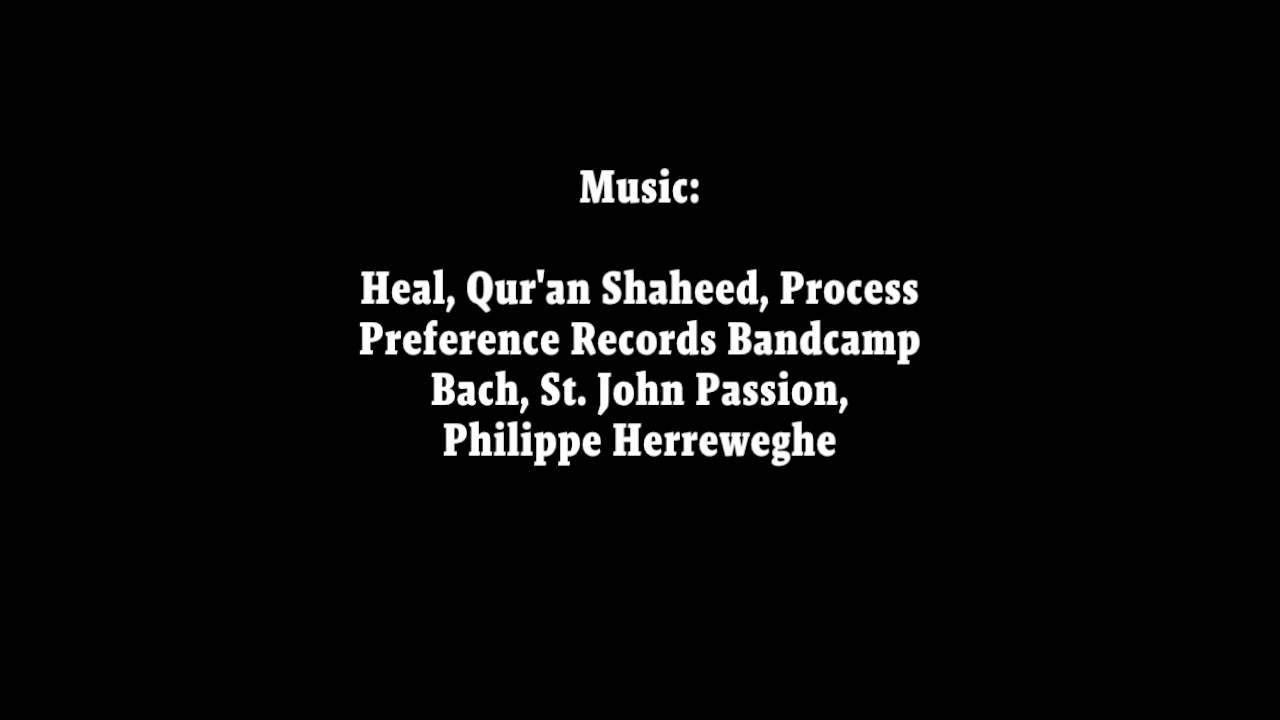 Music:
Heal, Qur'an Shaheed, Process
Preference Records Bandcamp
Bach, St. John Passion,
Philippe Herreweghe